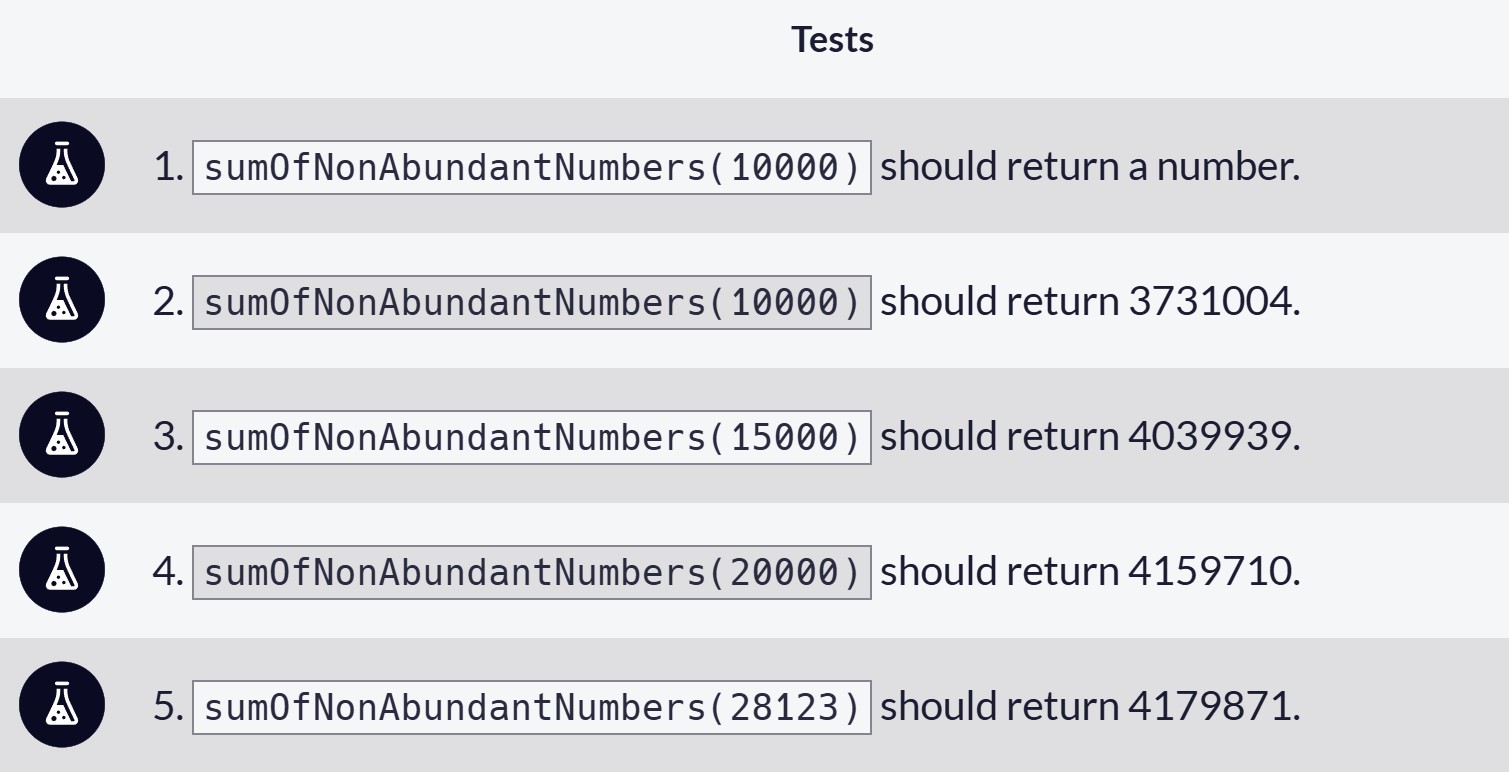 Tests
1. sumOfNonAbundantNumbers(10000) should return a number.
2. sumOfNonAbundantNumbers(10000) should return 3731004.
3. sumOfNonAbundantNumbers(15000) should return 4039939.
4. sumOfNonAbundantNumbers(20000) should return 4159710.
5. sumOfNonAbundantNumbers(28123) should return 4179871.